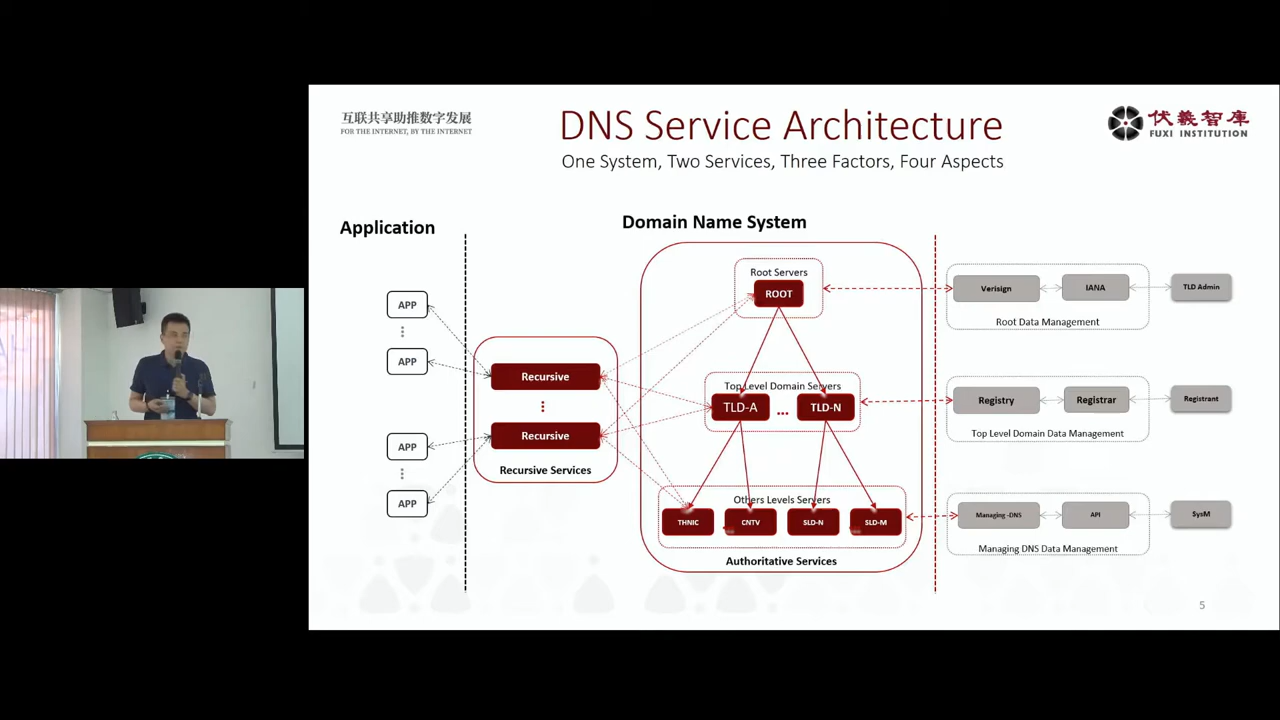 互联共享助推数字发展
FOR THE INTERNET, BY THE INTERNET
DNS Service Architecture
One System, Two Services, Three Factors, Four Aspects
伏羲智库
FUXI INSTITUTION
Application
Domain Name System
APP
⋮
APP
APP
⋮
APP
Recursive
⋮
Recursive
Recursive Services
Root Servers
ROOT
Top Level Domain Servers
TLD-A ... TLD-N
Others Levels Servers
THNIC CNTV SLD-N SLD-M
Authoritative Services
Verisign IANA TLD Admin
Root Data Management
Registry Registrar Registrant
Top Level Domain Data Management
Managing -DNS API SysM
Managing DNS Data Management
5